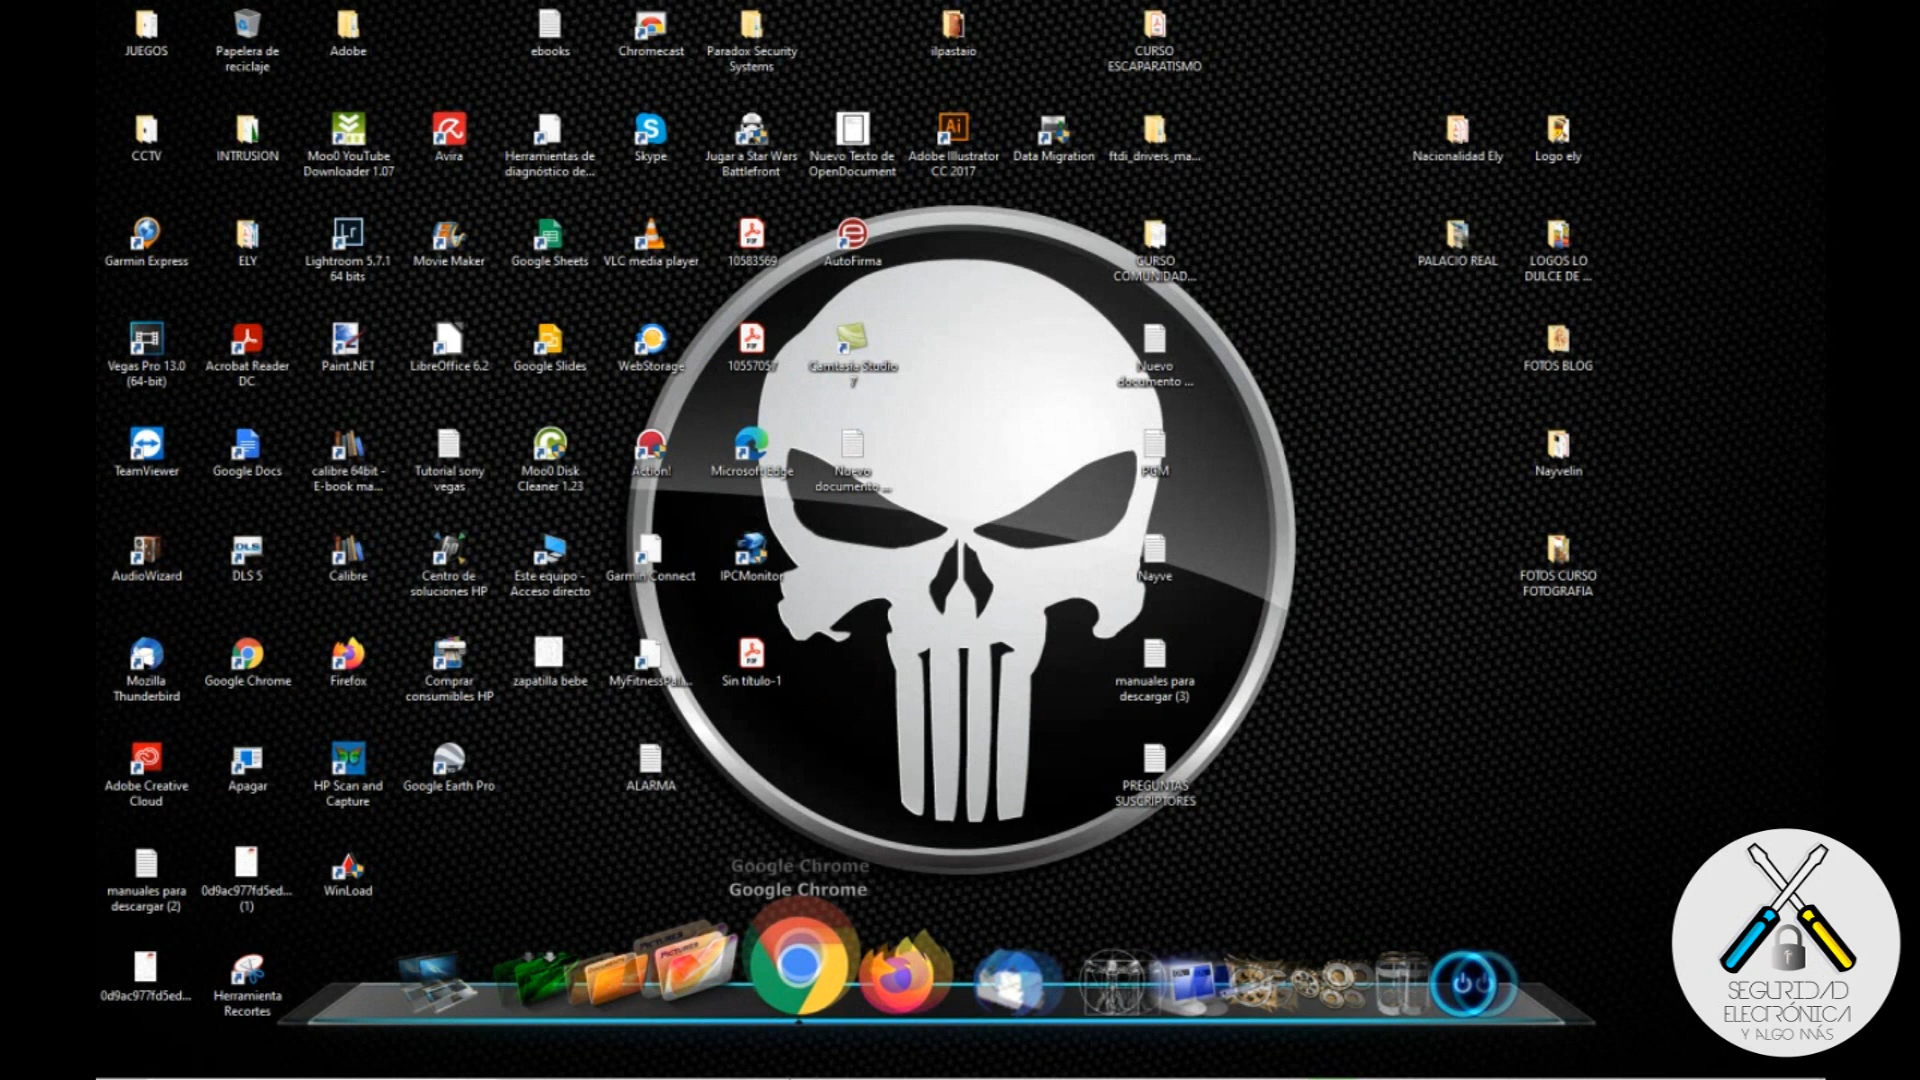 JUEGOS
Papelera de
reciclaje
Adobe
ebooks
Chromecast
Paradox Security
Systems
ilpastaio
CURSO
ESCAPARATISMO
CCTV
INTRUSION
Moo0 YouTube
Downloader 1.07
Avira
Herramientas de
diagnóstico de...
Skype
Jugar a Star Wars
Battlefront
Nuevo Texto de
OpenDocument
Adobe Illustrator
CC 2017
Data Migration
ftdi_drivers_ma...
Nacionalidad Ely
Logo ely
Garmin Express
ELY
Lightroom 5.7.1
64 bits
Movie Maker
Google Sheets
VLC media player
10583569
AutoFirma
CURSO
COMUNIDAD...
PALACIO REAL
LOGOS LO
DULCE DE ...
Vegas Pro 13.0
(64-bit)
Acrobat Reader
DC
Paint.NET
LibreOffice 6.2
Google Slides
WebStorage
10557057
Camtasia Studio
7
Nuevo
documento ...
FOTOS BLOG
TeamViewer
Google Docs
calibre 64bit -
E-book ma...
Tutorial sony
vegas
Moo0 Disk
Cleaner 1.23
Action!
Microsoft Edge
Nuevo
documento ...
PGM
Nayvelin
AudioWizard
DLS 5
Calibre
Centro de
soluciones HP
Este equipo -
Acceso directo
Garmin Connect
IPCMonitor
Nayve
FOTOS CURSO
FOTOGRAFIA
Mozilla
Thunderbird
Google Chrome
Firefox
Comprar
consumibles HP
zapatilla bebe
MyFitnessPal...
Sin título-1
manuales para
descargar (3)
Adobe Creative
Cloud
Apagar
HP Scan and
Capture
Google Earth Pro
ALARMA
PREGUNTAS
SUSCRIPTORES
manuales para
descargar (2)
0d9ac977fd5ed...
(1)
WinLoad
Google Chrome
Google Chrome
0d9ac977fd5ed...
Herramienta
Recortes
SEGURIDAD
ELECTRÓNICA
Y ALGO MÁS